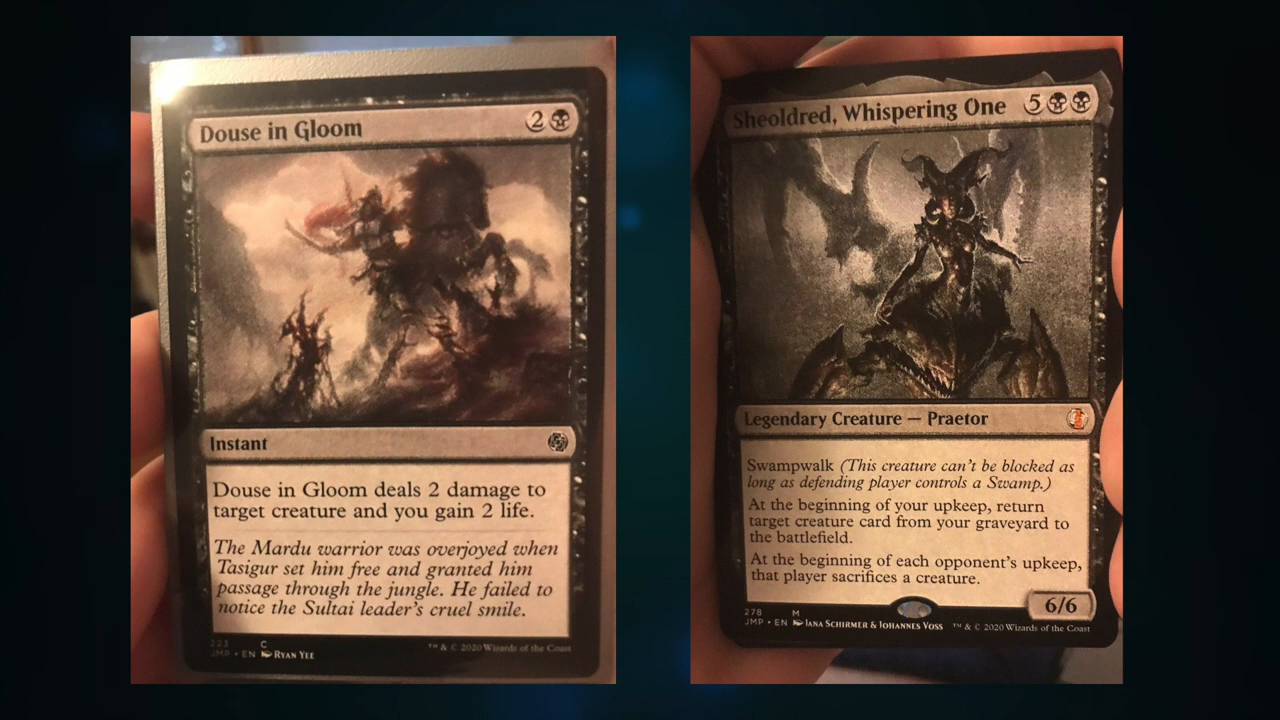 Douse in Gloom
2
Instant
Douse in Gloom deals 2 damage to
target creature and you gain 2 life.
The Mardu warrior was overjoyed when
Tasigur set him free and granted him
passage through the jungle. He failed to
notice the Sultai leader's cruel smile.
223 C
JMP • EN Ryan Yee
™ & © 2020 Wizards of the Coast
Sheoldred, Whispering One
5
Legendary Creature — Praetor
Swampwalk (This creature can't be blocked as
long as defending player controls a Swamp.)
At the beginning of your upkeep, return
target creature card from your graveyard to
the battlefield.
At the beginning of each opponent's upkeep,
that player sacrifices a creature.
6/6
278 M
JMP • EN Iana Schirmer & Johannes Voss
™ & © 2020 Wizards of the Coast